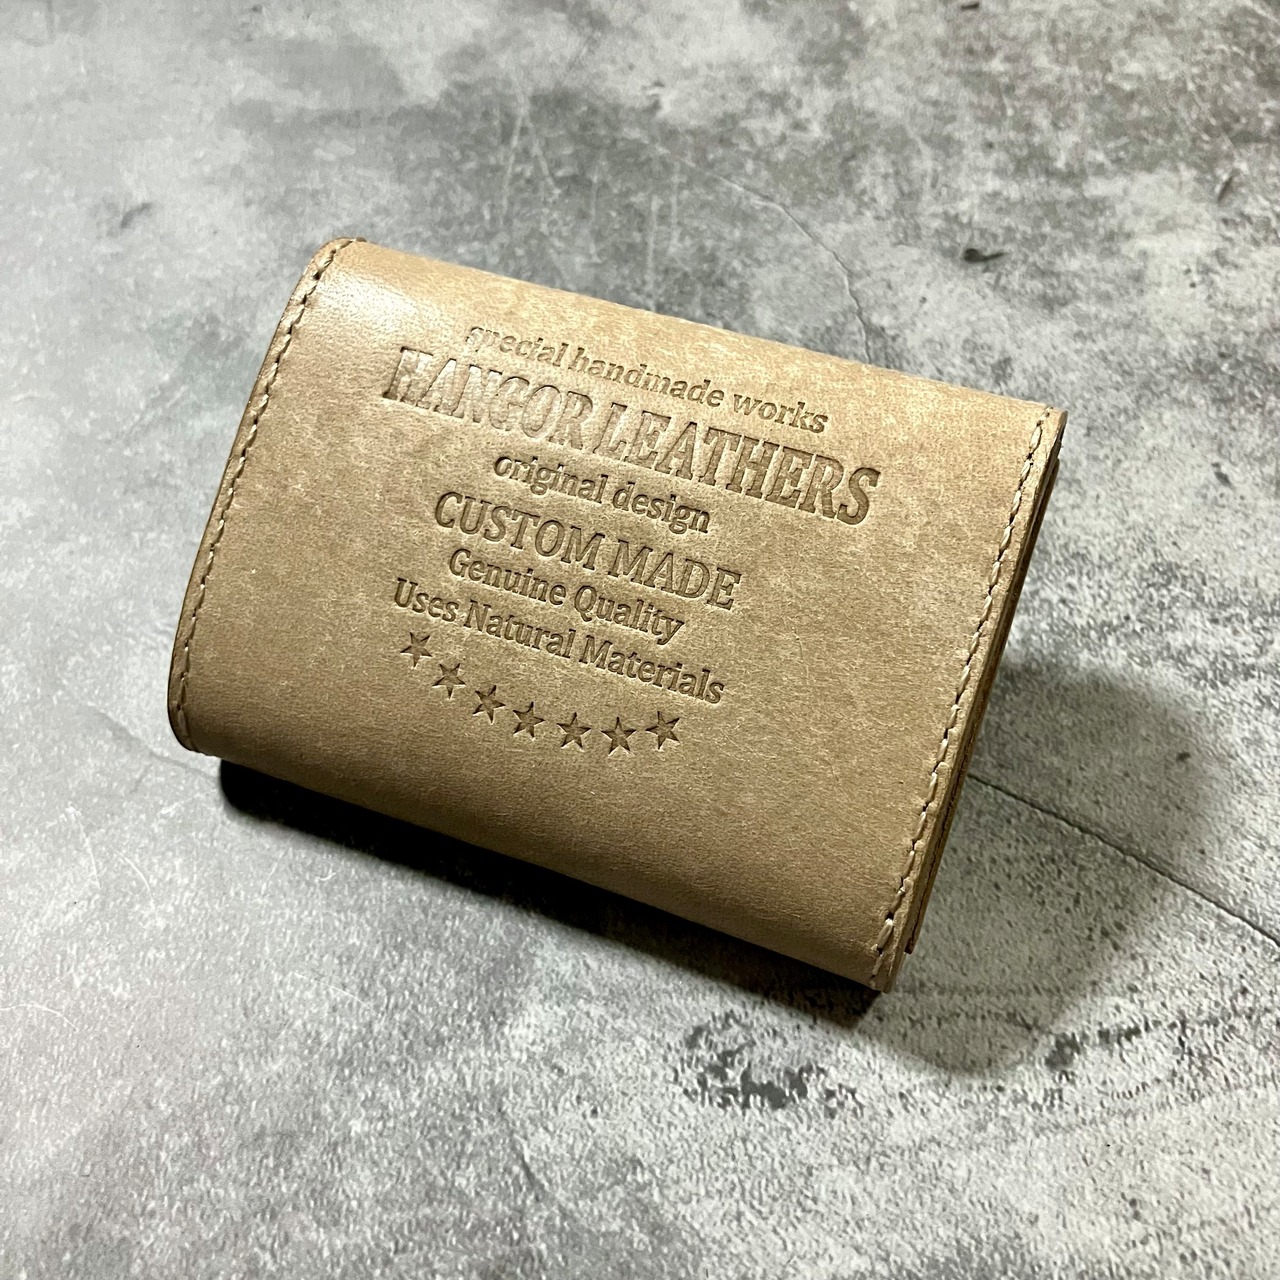 special handmade works
HANGOR LEATHERS
original design
CUSTOM MADE
Genuine Quality
Uses Natural Materials